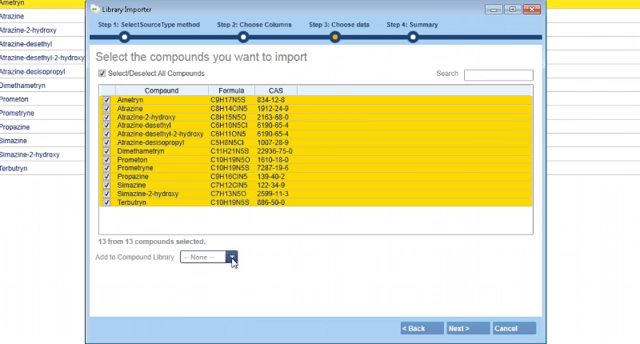 Ametryn
Atrazine
Atrazine-2-hydroxy
Atrazine-desethyl
Atrazine-desethyl-2-hydroxy
Atrazine-desisopropyl
Dimethametryn
Prometon
Prometryne
Propazine
Simazine
Simazine-2-hydroxy
Terbutryn
Library Importer
Step 1: SelectSourceType method Step 2: Choose Columns Step 3: Choose data Step 4: Summary
Select the compounds you want to import
Select/Deselect All Compounds Search
Compound Formula CAS
Ametryn C9H17N5S 834-12-8
Atrazine C8H14ClN5 1912-24-9
Atrazine-2-hydroxy C8H15N5O 2163-68-0
Atrazine-desethyl C6H10N5Cl 6190-65-4
Atrazine-desethyl-2-hydroxy C6H11ON5 6190-65-4
Atrazine-desisopropyl C5H8N5Cl 1007-28-9
Dimethametryn C11H21N5S 22936-75-0
Prometon C10H19N5O 1610-18-0
Prometryne C10H19N5S 7287-19-6
Propazine C9H16ClN5 139-40-2
Simazine C7H12ClN5 122-34-9
Simazine-2-hydroxy C7H13N5O 2599-11-3
Terbutryn C10H19N5S 886-50-0
13 from 13 compounds selected.
Add to Compound Library -- None --
< Back Next > Cancel